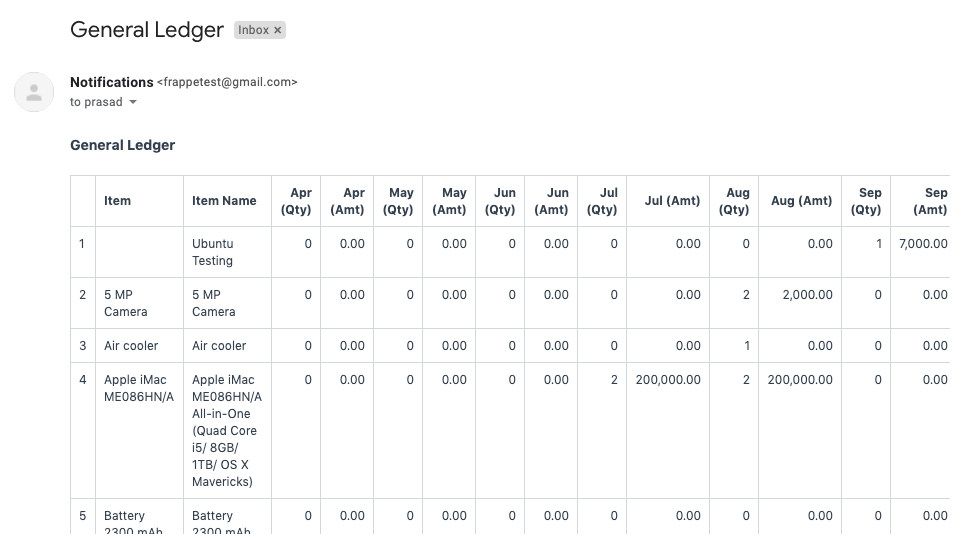 General Ledger Inbox ×
Notifications <frappetest@gmail.com>
to prasad
General Ledger
Item Item Name Apr (Qty) Apr (Amt) May (Qty) May (Amt) Jun (Qty) Jun (Amt) Jul (Qty) Jul (Amt) Aug (Qty) Aug (Amt) Sep (Qty) Sep (Amt)
1 Ubuntu Testing 0 0.00 0 0.00 0 0.00 0 0.00 0 0.00 1 7,000.00
2 5 MP Camera 5 MP Camera 0 0.00 0 0.00 0 0.00 0 0.00 2 2,000.00 0 0.00
3 Air cooler Air cooler 0 0.00 0 0.00 0 0.00 0 0.00 1 0.00 0 0.00
4 Apple iMac ME086HN/A Apple iMac ME086HN/A All-in-One (Quad Core i5/ 8GB/ 1TB/ OS X Mavericks) 0 0.00 0 0.00 0 0.00 2 200,000.00 2 200,000.00 0 0.00
5 Battery 2300 mAh Battery 2300 mAh 0 0.00 0 0.00 0 0.00 0 0.00 0 0.00 0 0.00